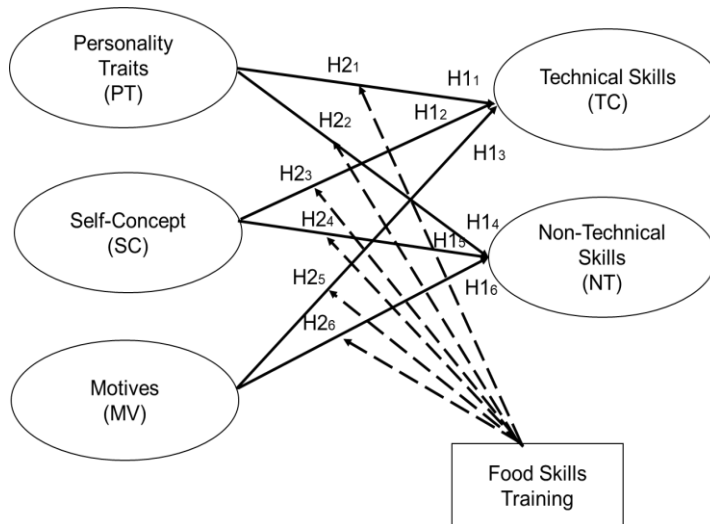 Personality
Traits
(PT)
H2₁
H1₁
Technical Skills
(TC)
H1₂
H2₂
H1₃
H2₃
Self-Concept
(SC)
H2₄
H1₄
H1₅
Non-Technical
Skills
(NT)
H2₅
H1₆
H2₆
Motives
(MV)
Food Skills
Training